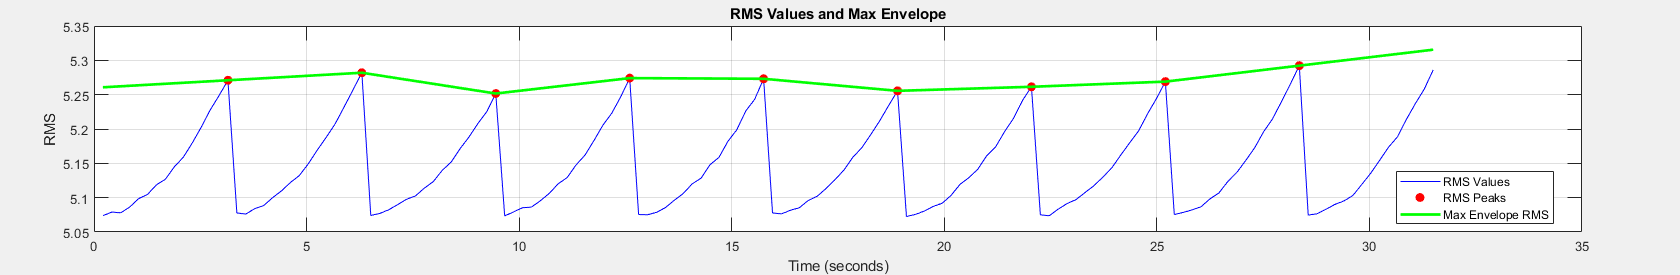 RMS Values and Max Envelope
5.35
5.3
5.25
5.2
5.15
5.1
5.05
RMS
0 5 10 15 20 25 30 35
Time (seconds)
RMS Values
RMS Peaks
Max Envelope RMS